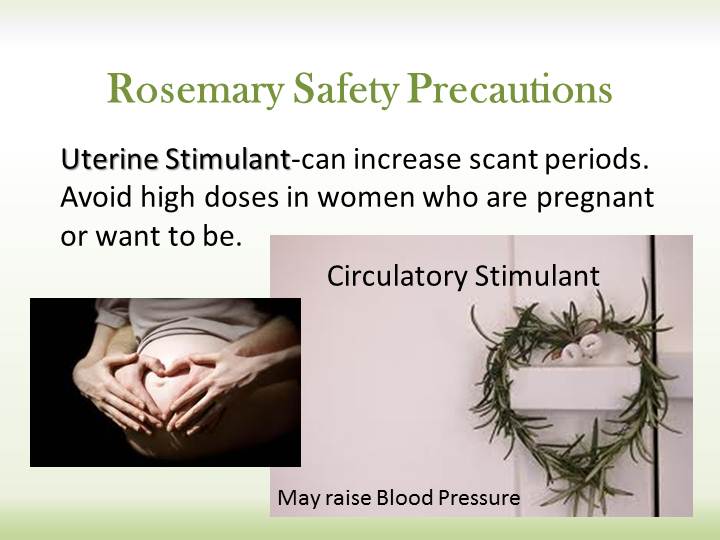 Rosemary Safety Precautions
Uterine Stimulant-can increase scant periods.
Avoid high doses in women who are pregnant
or want to be.
Circulatory Stimulant
May raise Blood Pressure